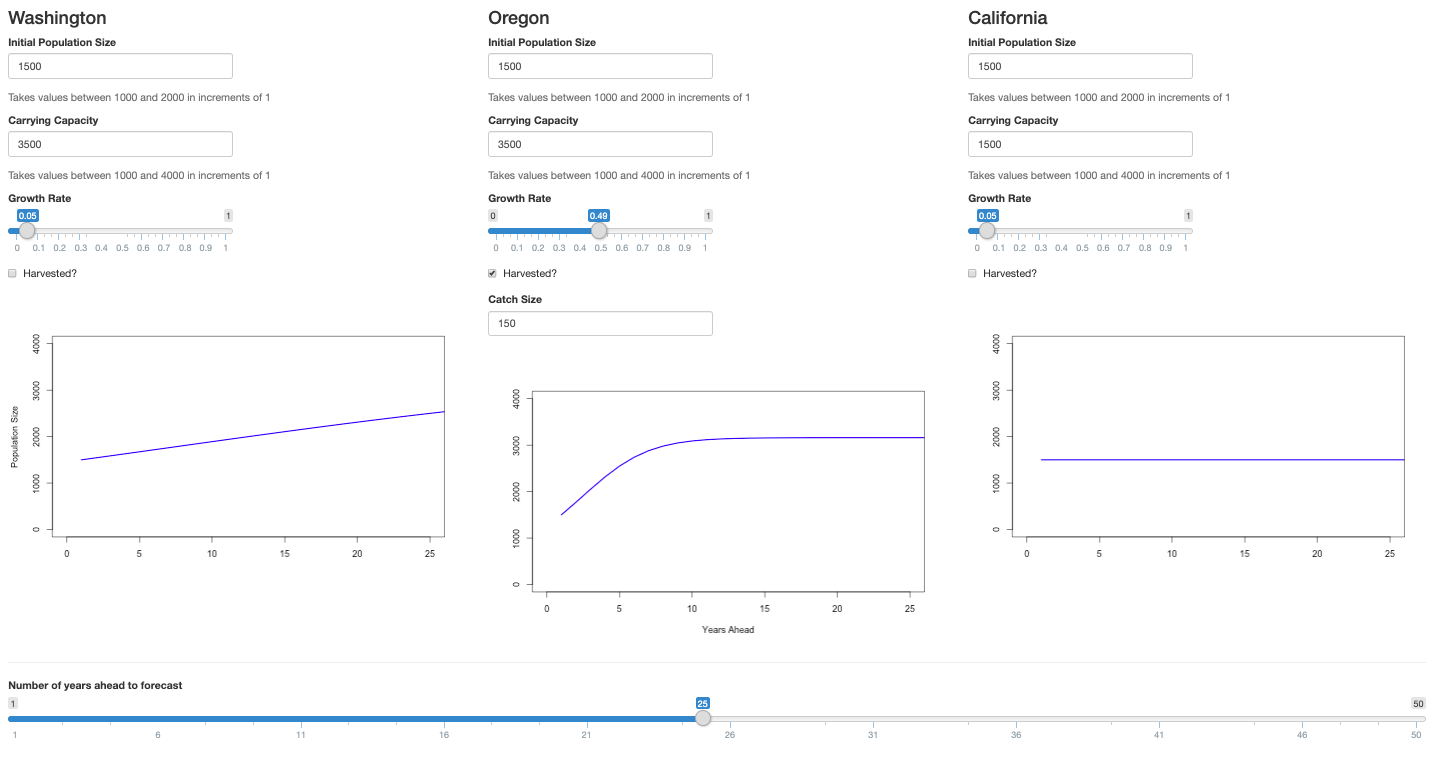 Washington
Initial Population Size
1500
Takes values between 1000 and 2000 in increments of 1
Carrying Capacity
3500
Takes values between 1000 and 4000 in increments of 1
Growth Rate
0.05 1
0 0.1 0.2 0.3 0.4 0.5 0.6 0.7 0.8 0.9 1
Harvested?
Population Size
4000
3000
2000
1000
0
0 5 10 15 20 25
Oregon
Initial Population Size
1500
Takes values between 1000 and 2000 in increments of 1
Carrying Capacity
3500
Takes values between 1000 and 4000 in increments of 1
Growth Rate
0 0.49 1
0 0.1 0.2 0.3 0.4 0.5 0.6 0.7 0.8 0.9 1
Harvested?
Catch Size
150
4000
3000
2000
1000
0
0 5 10 15 20 25
Years Ahead
California
Initial Population Size
1500
Takes values between 1000 and 2000 in increments of 1
Carrying Capacity
1500
Takes values between 1000 and 4000 in increments of 1
Growth Rate
0.05 1
0 0.1 0.2 0.3 0.4 0.5 0.6 0.7 0.8 0.9 1
Harvested?
4000
3000
2000
1000
0
0 5 10 15 20 25
Number of years ahead to forecast
1 25 50
1 6 11 16 21 26 31 36 41 46 50